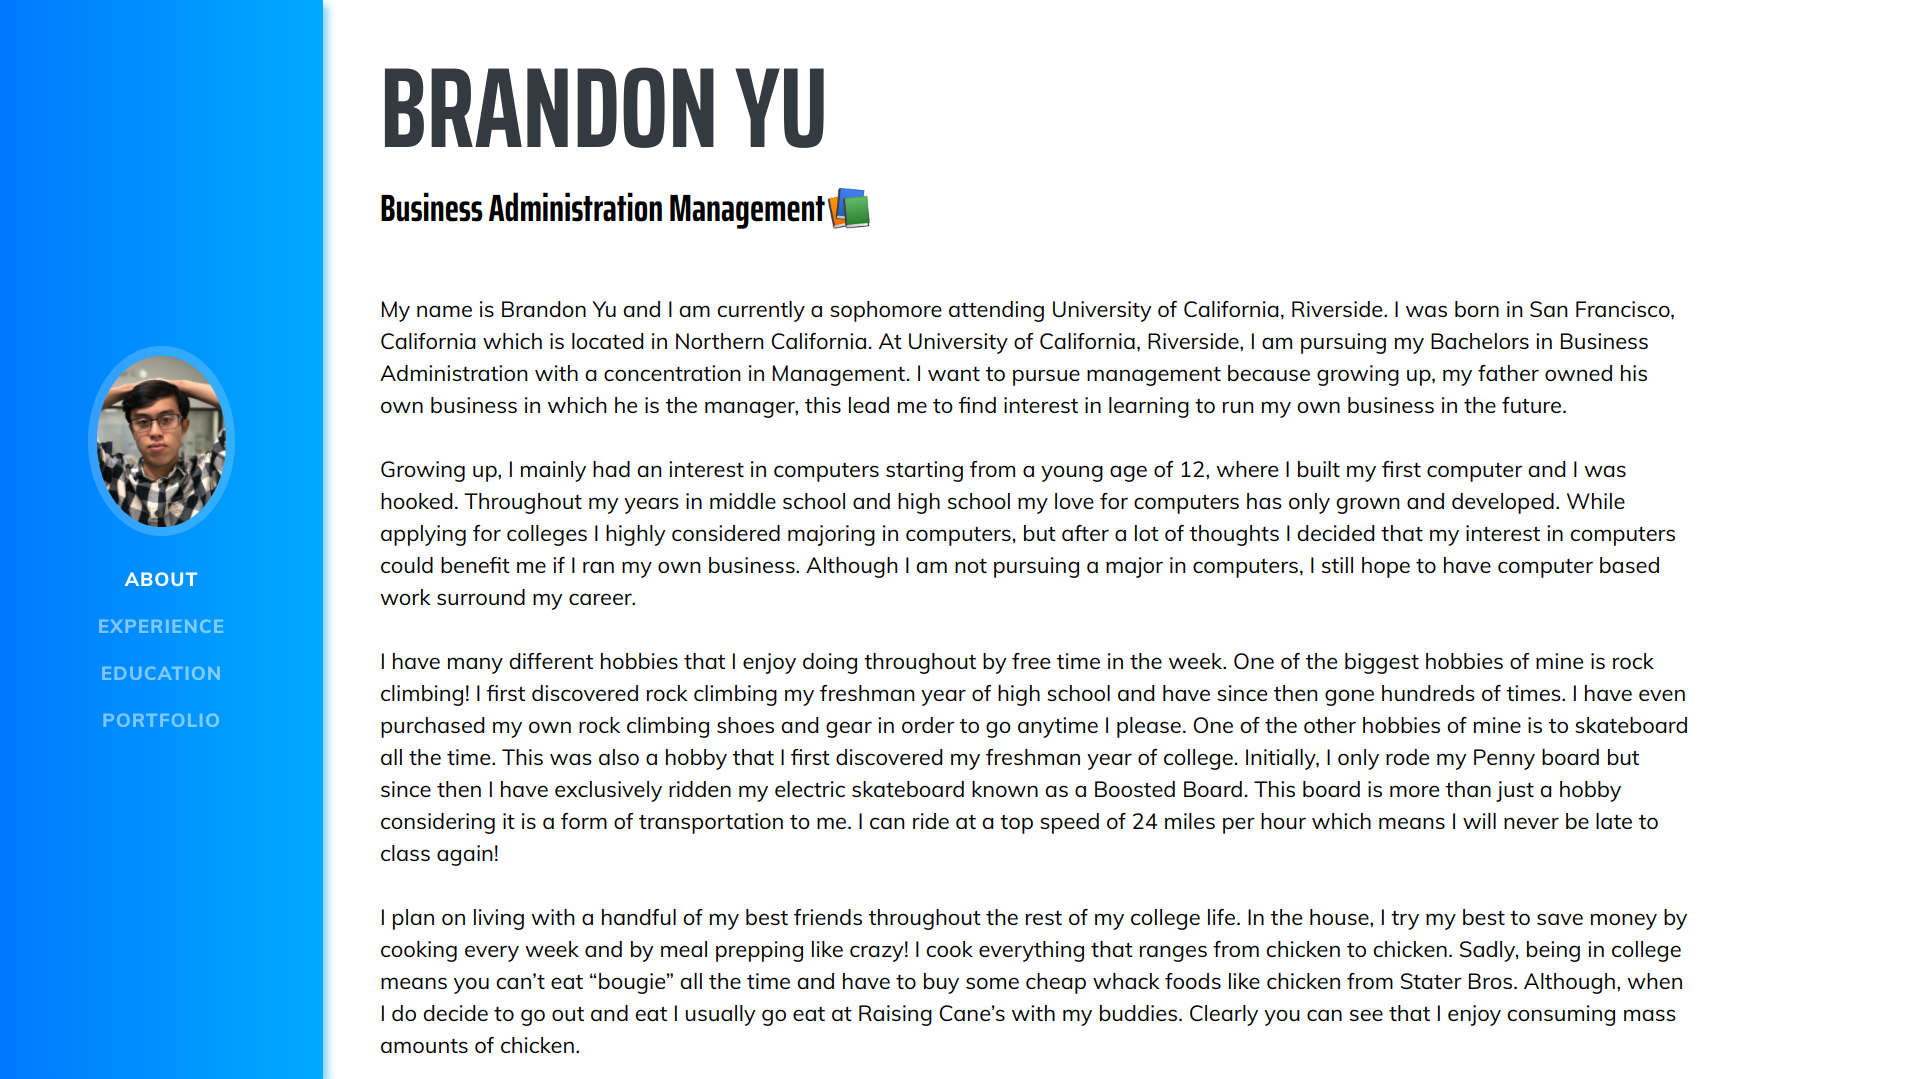 BRANDON YU
Business Administration Management
My name is Brandon Yu and I am currently a sophomore attending University of California, Riverside. I was born in San Francisco,
California which is located in Northern California. At University of California, Riverside, I am pursuing my Bachelors in Business
Administration with a concentration in Management. I want to pursue management because growing up, my father owned his
own business in which he is the manager, this lead me to find interest in learning to run my own business in the future.
Growing up, I mainly had an interest in computers starting from a young age of 12, where I built my first computer and I was
hooked. Throughout my years in middle school and high school my love for computers has only grown and developed. While
applying for colleges I highly considered majoring in computers, but after a lot of thoughts I decided that my interest in computers
could benefit me if I ran my own business. Although I am not pursuing a major in computers, I still hope to have computer based
work surround my career.
I have many different hobbies that I enjoy doing throughout by free time in the week. One of the biggest hobbies of mine is rock
climbing! I first discovered rock climbing my freshman year of high school and have since then gone hundreds of times. I have even
purchased my own rock climbing shoes and gear in order to go anytime I please. One of the other hobbies of mine is to skateboard
all the time. This was also a hobby that I first discovered my freshman year of college. Initially, I only rode my Penny board but
since then I have exclusively ridden my electric skateboard known as a Boosted Board. This board is more than just a hobby
considering it is a form of transportation to me. I can ride at a top speed of 24 miles per hour which means I will never be late to
class again!
I plan on living with a handful of my best friends throughout the rest of my college life. In the house, I try my best to save money by
cooking every week and by meal prepping like crazy! I cook everything that ranges from chicken to chicken. Sadly, being in college
means you can’t eat “bougie” all the time and have to buy some cheap whack foods like chicken from Stater Bros. Although, when
I do decide to go out and eat I usually go eat at Raising Cane’s with my buddies. Clearly you can see that I enjoy consuming mass
amounts of chicken.
ABOUT
EXPERIENCE
EDUCATION
PORTFOLIO